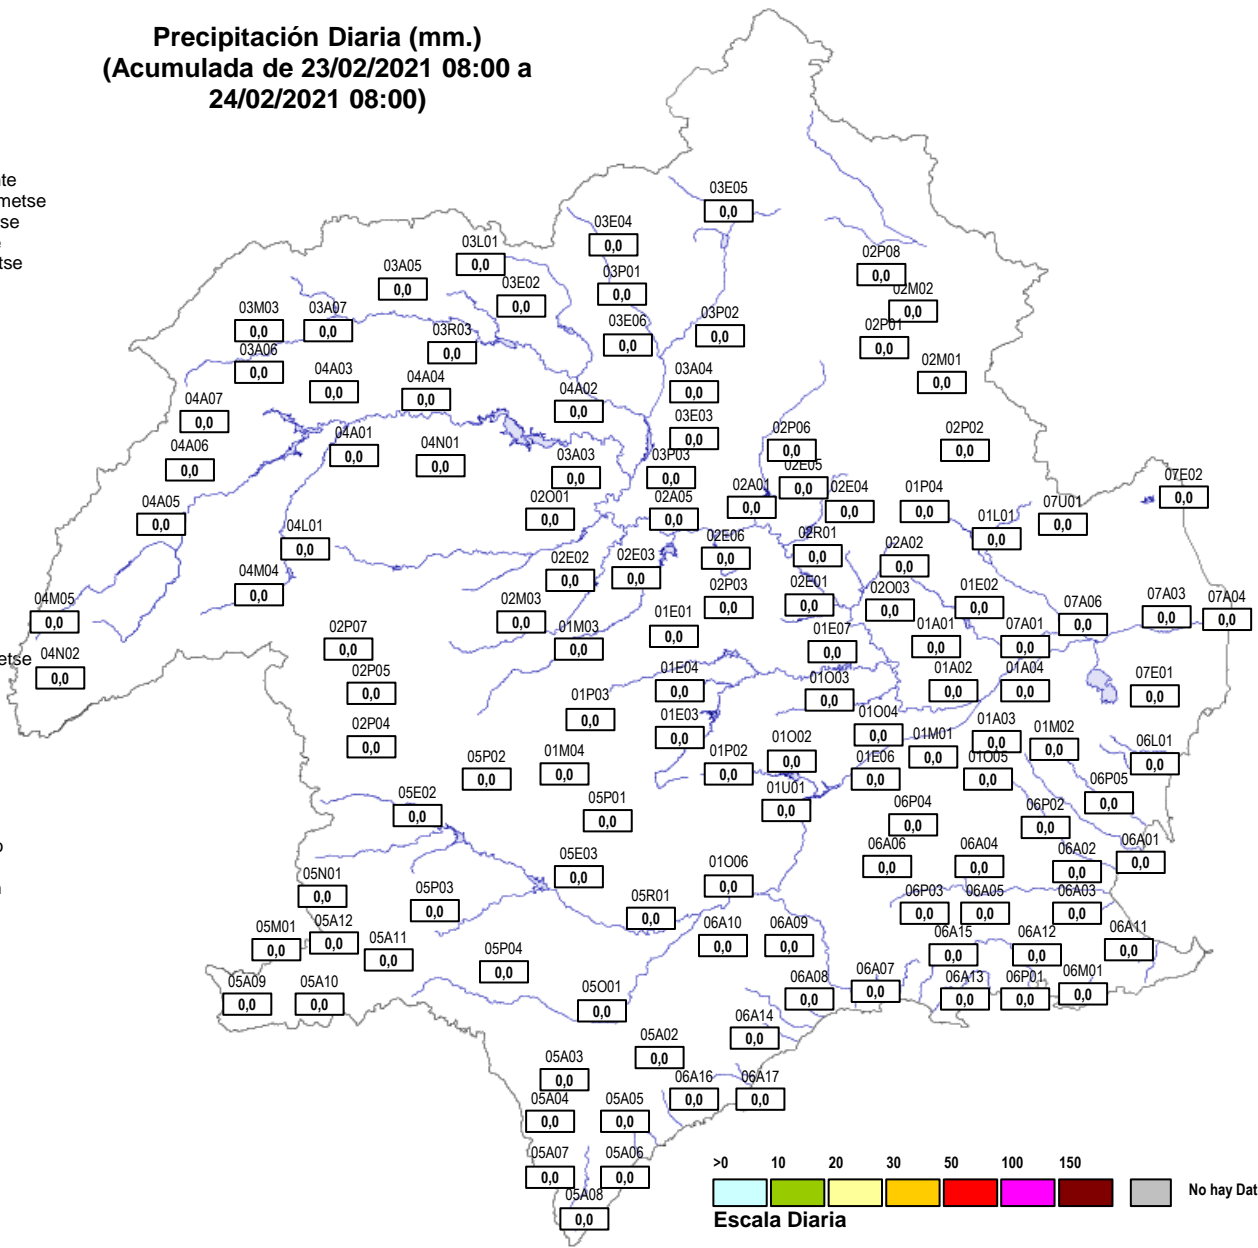 Precipitación Diaria (mm.)
(Acumulada de 23/02/2021 08:00 a
24/02/2021 08:00)
te
metse
se
tse
03E05
0,0
03E04
0,0
03L01
0,0
02P08
0,0
03A05
0,0
03P01
0,0
03E02
0,0
02M02
0,0
03M03
0,0
03A07
0,0
03P02
0,0
03E06
0,0
03R03
0,0
02P01
0,0
03A06
0,0
02M01
0,0
04A03
0,0
04A04
0,0
03A04
0,0
04A02
0,0
04A07
0,0
03E03
0,0
02P06
0,0
02P02
0,0
04A01
0,0
04A06
0,0
04N01
0,0
03A03
0,0
03P03
0,0
02E05
0,0
07E02
0,0
02A01
0,0
02E04
0,0
01P04
0,0
04A05
0,0
02O01
0,0
02A05
0,0
07U01
0,0
01L01
0,0
04L01
0,0
02E06
0,0
02R01
0,0
02A02
0,0
02E02
0,0
02E03
0,0
04M04
0,0
02P03
0,0
02E01
0,0
02O03
0,0
01E02
0,0
07A03
0,0
07A04
0,0
04M05
0,0
02M03
0,0
01E01
0,0
07A06
0,0
02P07
0,0
01M03
0,0
01E07
0,0
01A01
0,0
07A01
0,0
etse
04N02
0,0
02P05
0,0
01E04
0,0
01O03
0,0
01A02
0,0
01A04
0,0
07E01
0,0
01P03
0,0
02P04
0,0
01E03
0,0
01O04
0,0
01A03
0,0
01M02
0,0
05P02
0,0
01M04
0,0
01P02
0,0
01O02
0,0
01M01
0,0
01E06
0,0
01O05
0,0
06L01
0,0
05E02
0,0
05P01
0,0
01U01
0,0
06P05
0,0
06P04
0,0
06P02
0,0
o
05E03
0,0
01O06
0,0
06A06
0,0
06A04
0,0
06A02
0,0
06A01
0,0
05N01
0,0
05P03
0,0
05R01
0,0
06P03
0,0
06A05
0,0
06A03
0,0
05M01
0,0
05A12
0,0
05A11
0,0
06A10
0,0
06A09
0,0
06A15
0,0
06A12
0,0
06A11
0,0
05P04
0,0
05A09
0,0
05A10
0,0
05O01
0,0
06A08
0,0
06A07
0,0
06A13
0,0
06P01
0,0
06M01
0,0
05A02
0,0
06A14
0,0
05A03
0,0
06A16
0,0
06A17
0,0
05A04
0,0
05A05
0,0
05A07
0,0
05A06
0,0
05A08
0,0
>0 10 20 30 50 100 150
No hay Dat
Escala Diaria